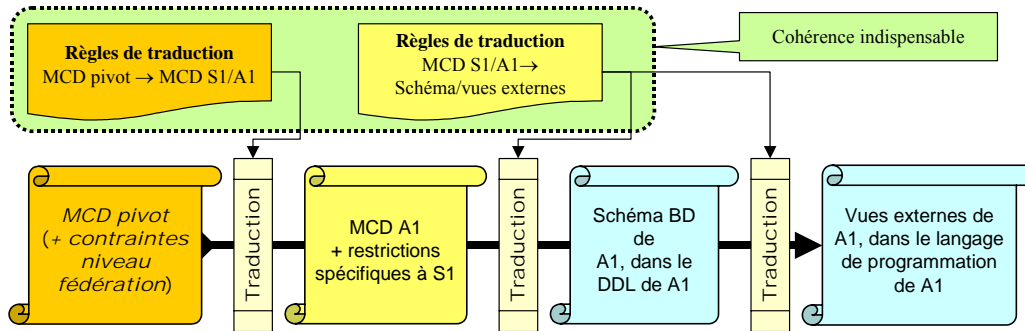 Règles de traduction
MCD pivot → MCD S1/A1
Règles de traduction
MCD S1/A1→
Schéma/vues externes
Cohérence indispensable
MCD pivot
(+ contraintes
niveau
fédération)
Traduction
MCD A1
+ restrictions
spécifiques à S1
Traduction
Schéma BD
de
A1, dans le
DDL de A1
Traduction
Vues externes de
A1, dans le langage
de programmation
de A1